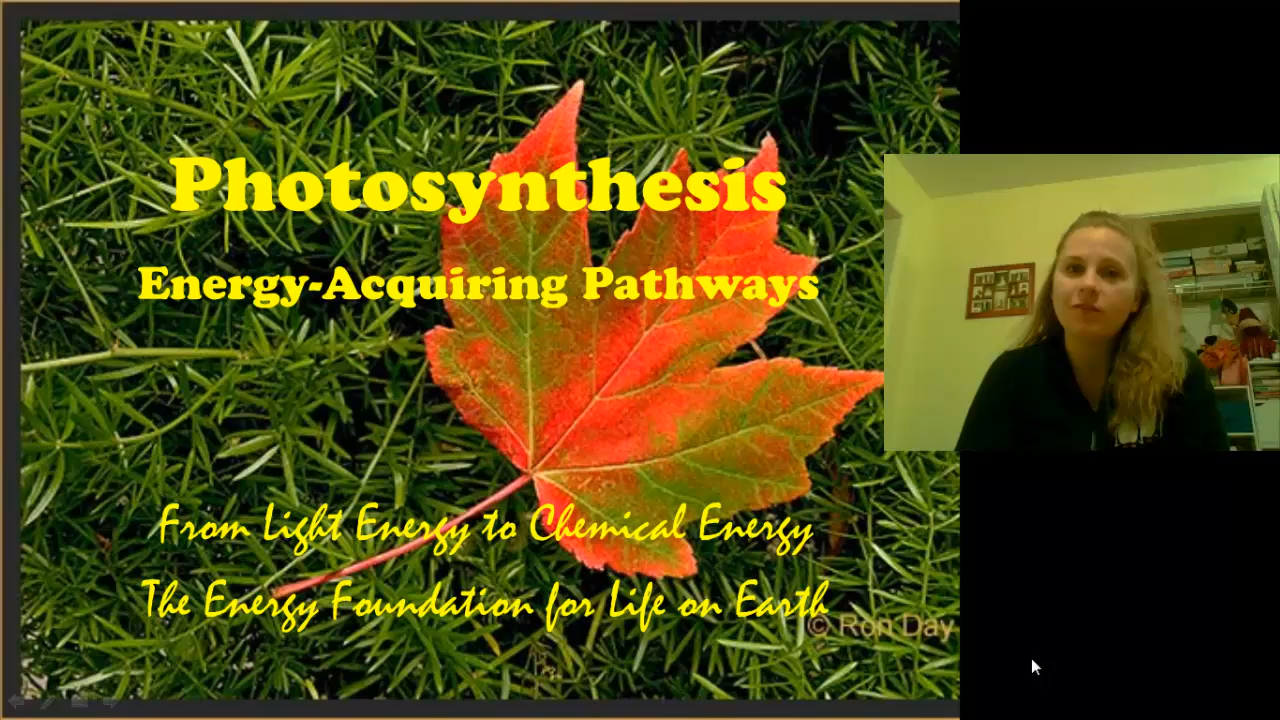 Photosynthesis
Energy-Acquiring Pathways
From Light Energy to Chemical Energy
The Energy Foundation for Life on Earth
© Ron Day